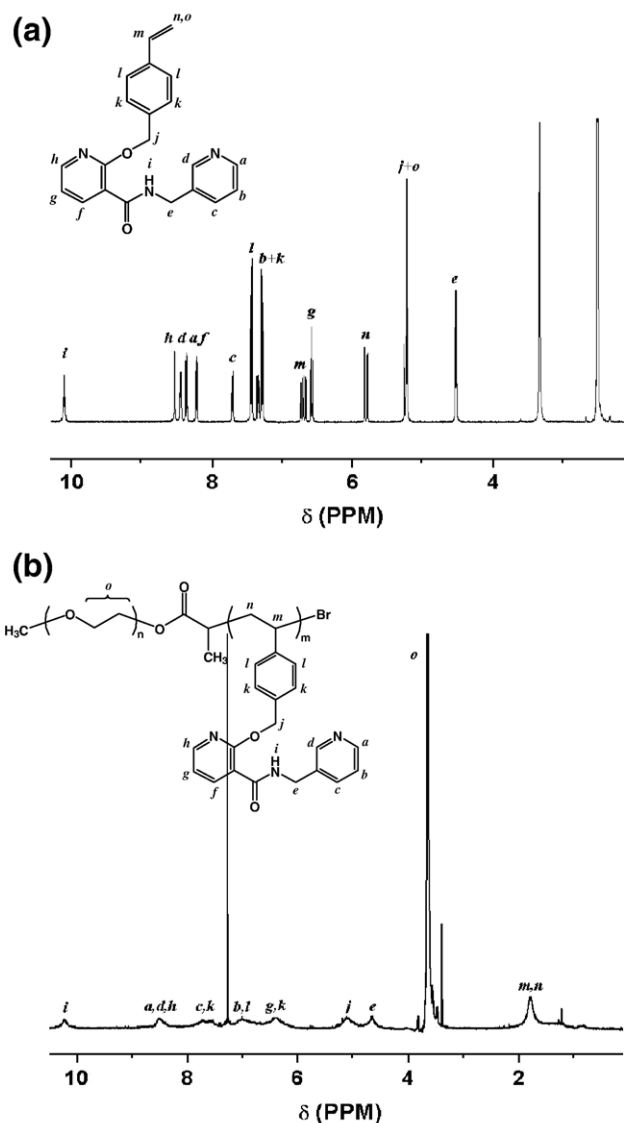 (a)
n,o
m
l
l
k
k
j
h
N
O
i
H
N
d
N
a
g
f
O
e
c
b
i
h d a f
c
l
b+k
m
g
n
j+o
e
10 8 6 4
δ (PPM)
(b)
o
H₃C
O
n
O
O
CH₃
n
m
m
Br
l
l
k
k
j
h
N
O
i
H
N
d
N
a
g
f
O
e
c
b
o
i
a,d,h
c,k
b,l
g,k
j
e
m,n
10 8 6 4 2
δ (PPM)